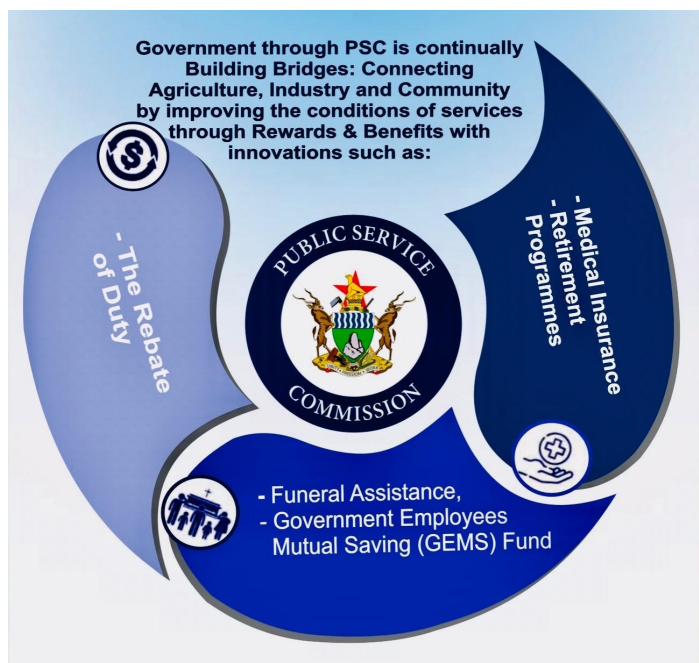 Government through PSC is continually
Building Bridges: Connecting
Agriculture, Industry and Community
by improving the conditions of services
through Rewards & Benefits with
innovations such as:
- The Rebate
of Duty
PUBLIC SERVICE
COMMISSION
- Medical Insurance
- Retirement
Programmes
- Funeral Assistance,
- Government Employees
Mutual Saving (GEMS) Fund